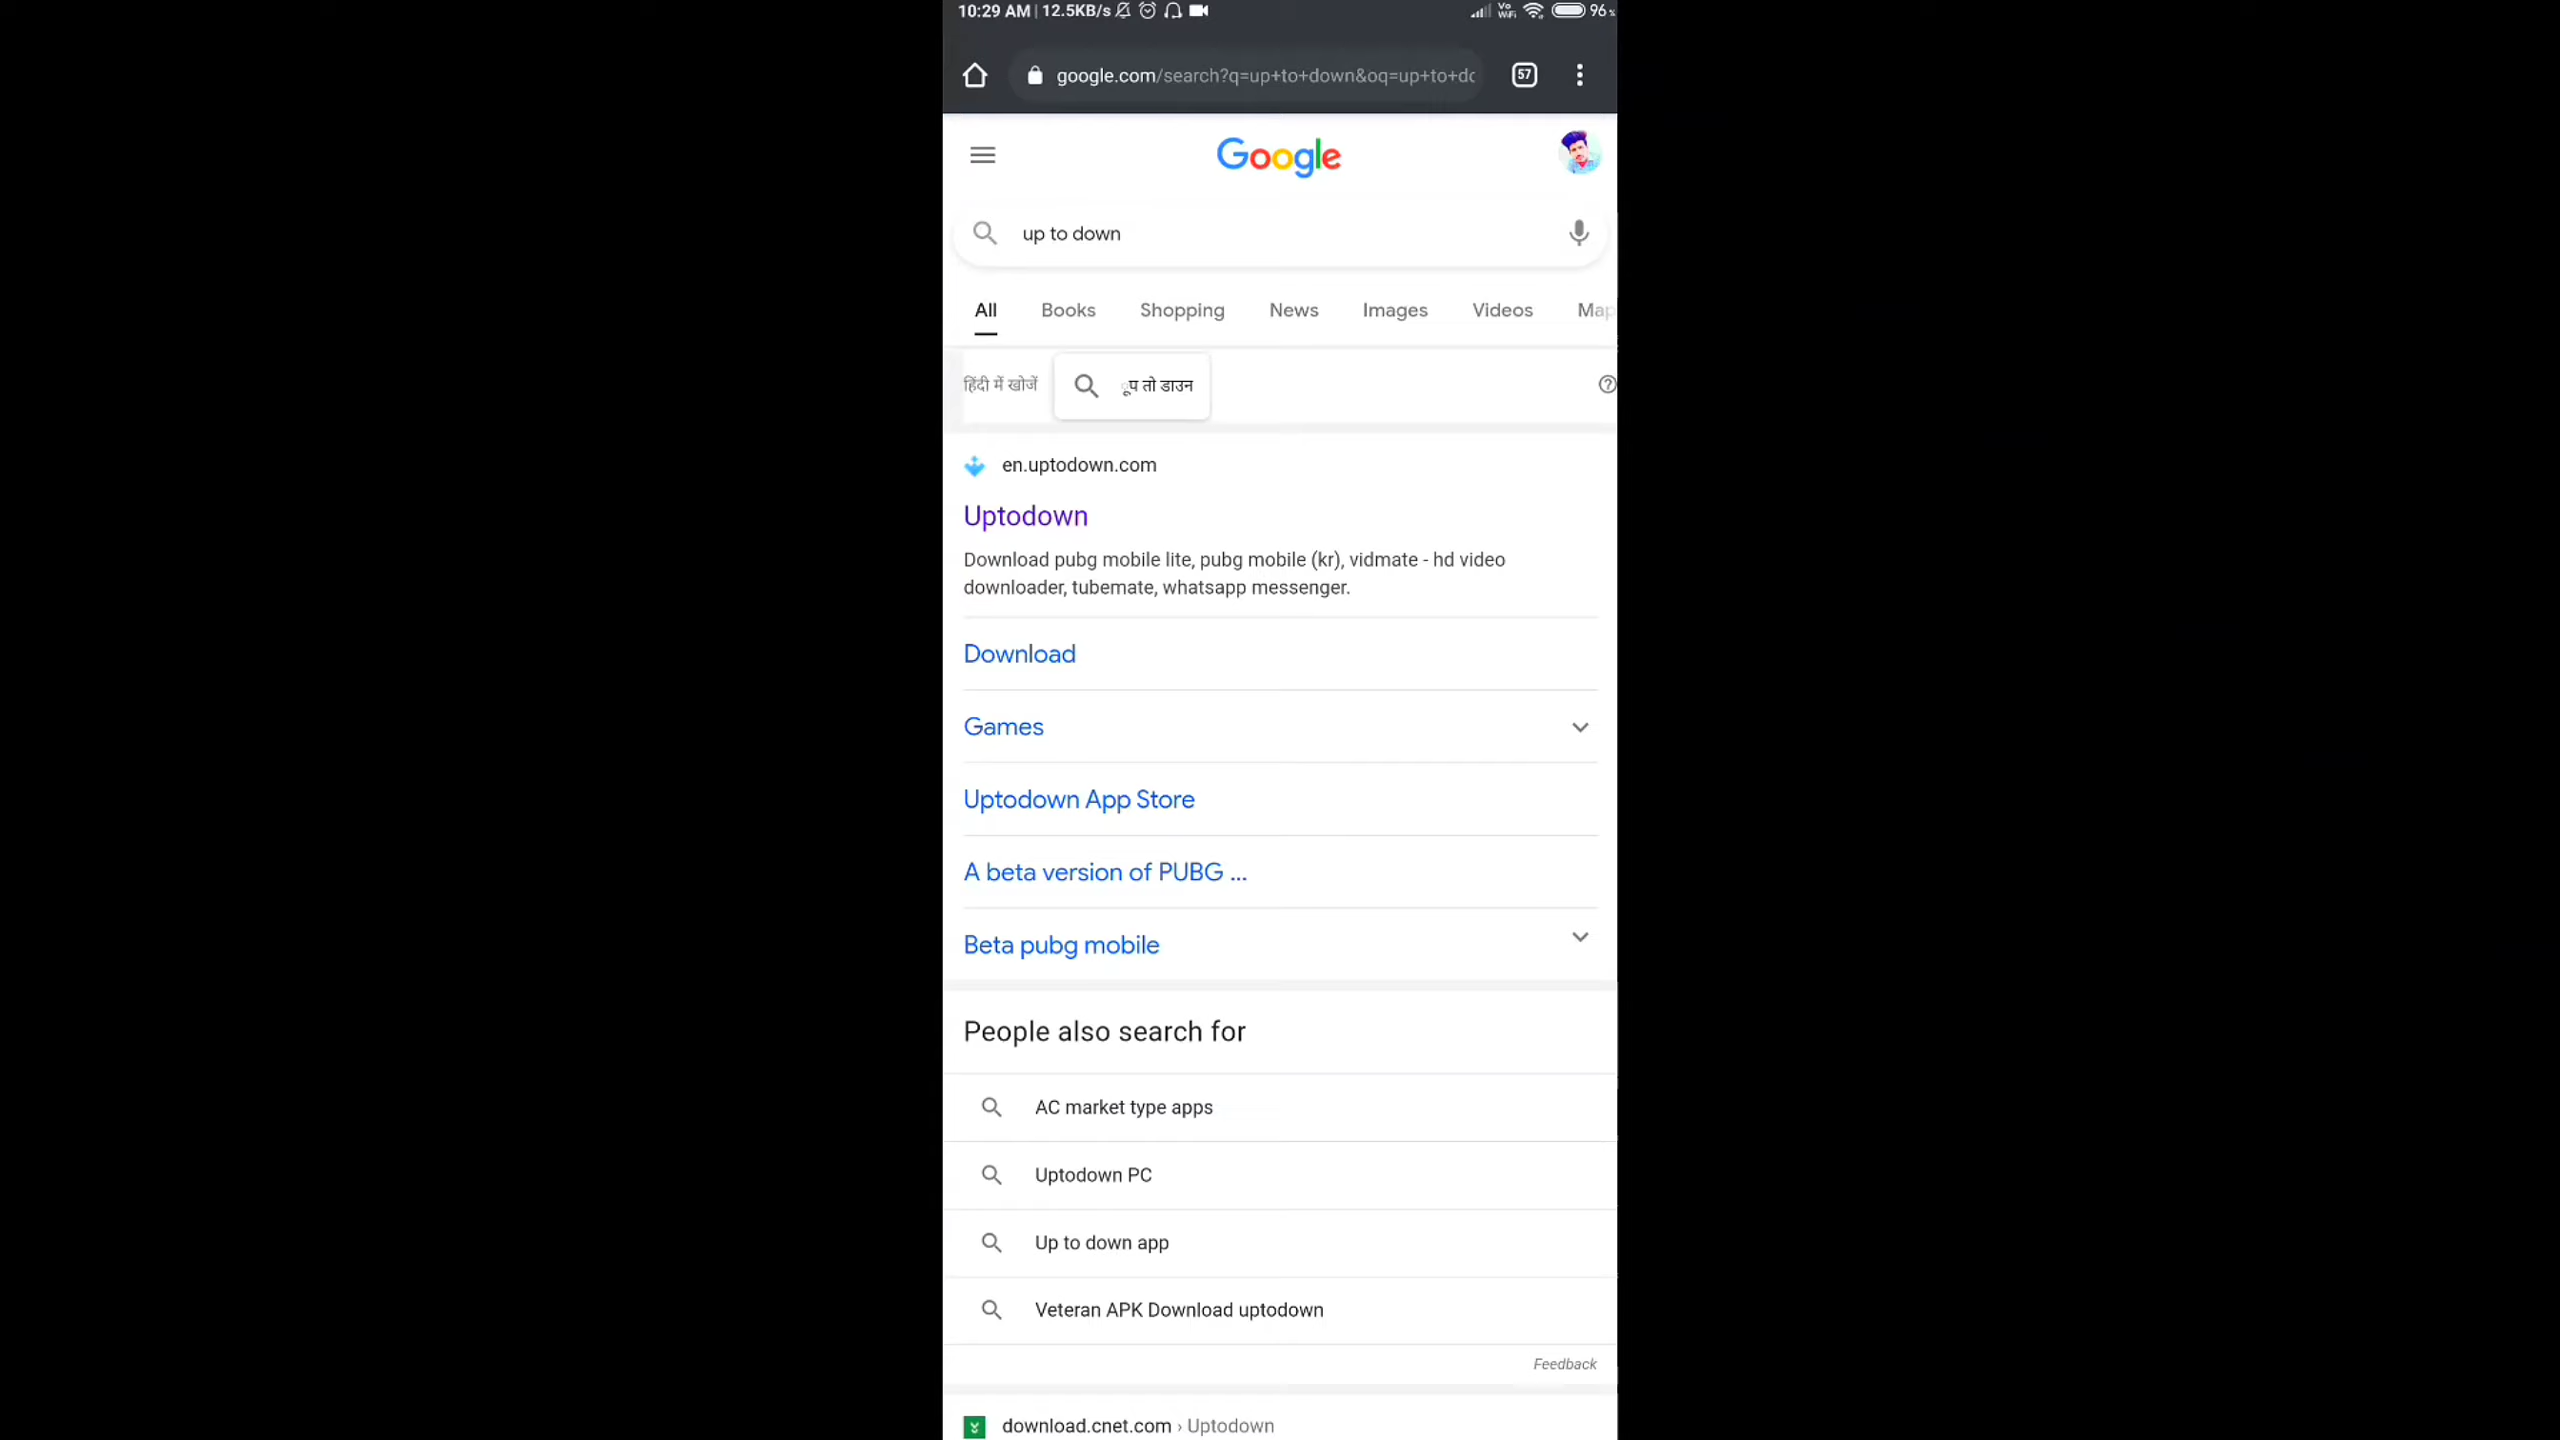 10:29 AM | 12.5KB/s Vo WiFi 96%
google.com/search?q=up+to+down&oq=up+to+do
57
Google
up to down
All Books Shopping News Images Videos Map
हिंदी में खोजें ूप तो डाउन
en.uptodown.com
Uptodown
Download pubg mobile lite, pubg mobile (kr), vidmate - hd video
downloader, tubemate, whatsapp messenger.
Download
Games
Uptodown App Store
A beta version of PUBG ...
Beta pubg mobile
People also search for
AC market type apps
Uptodown PC
Up to down app
Veteran APK Download uptodown
Feedback
download.cnet.com › Uptodown